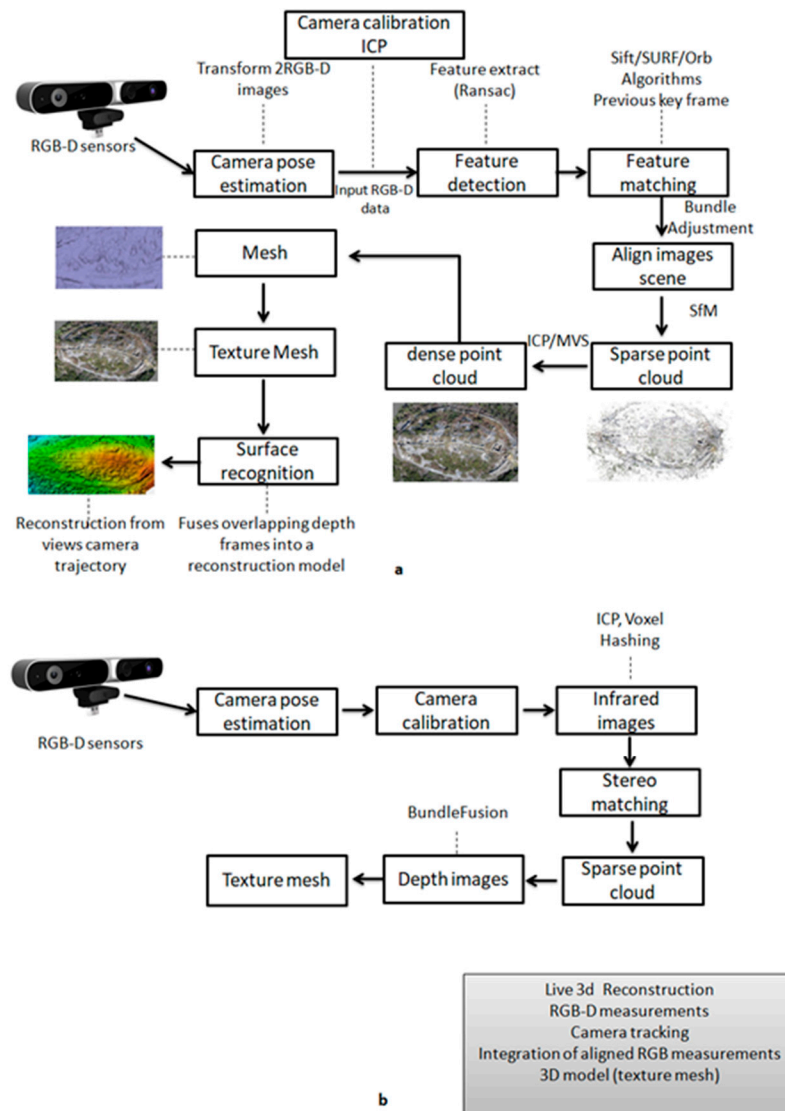 Camera calibration
ICP
Transform 2RGB-D
images
Feature extract
(Ransac)
Sift/SURF/Orb
Algorithms
Previous key frame
RGB-D sensors
Camera pose
estimation
Input RGB-D
data
Feature
detection
Feature
matching
Bundle
Adjustment
Mesh
Align images
scene
SfM
Texture Mesh
dense point
cloud
ICP/MVS
Sparse point
cloud
Surface
recognition
Reconstruction from
views camera
trajectory
Fuses overlapping depth
frames into a
reconstruction model
a
ICP, Voxel
Hashing
RGB-D sensors
Camera pose
estimation
Camera
calibration
Infrared
images
Stereo
matching
BundleFusion
Texture mesh
Depth images
Sparse point
cloud
Live 3d Reconstruction
RGB-D measurements
Camera tracking
Integration of aligned RGB measurements
3D model (texture mesh)
b